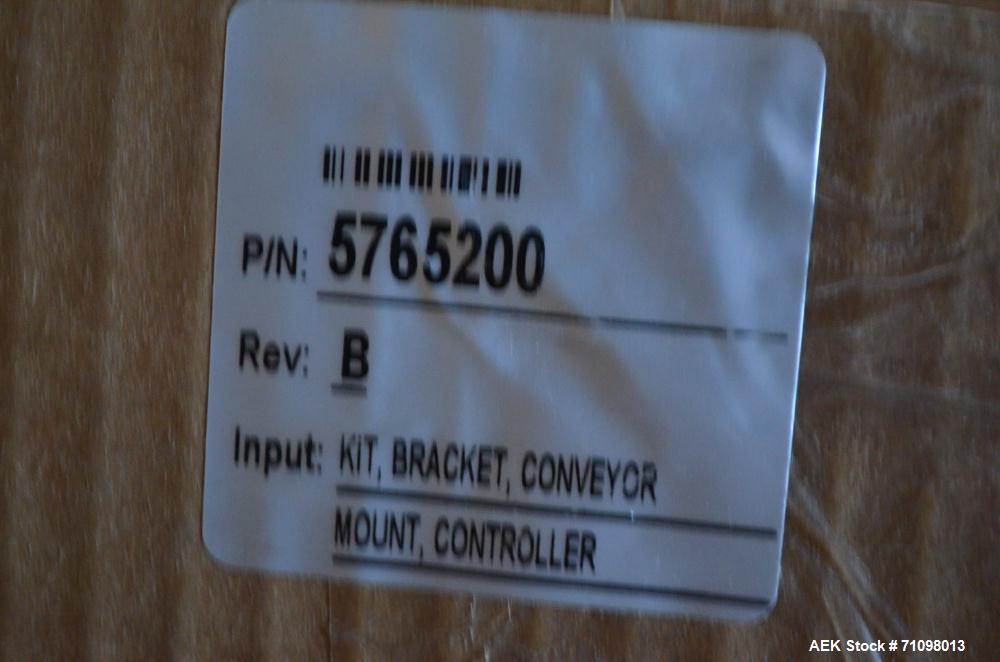 P/N: 5765200
Rev: B
Input: KIT, BRACKET, CONVEYOR
MOUNT, CONTROLLER
AEK Stock # 71098013